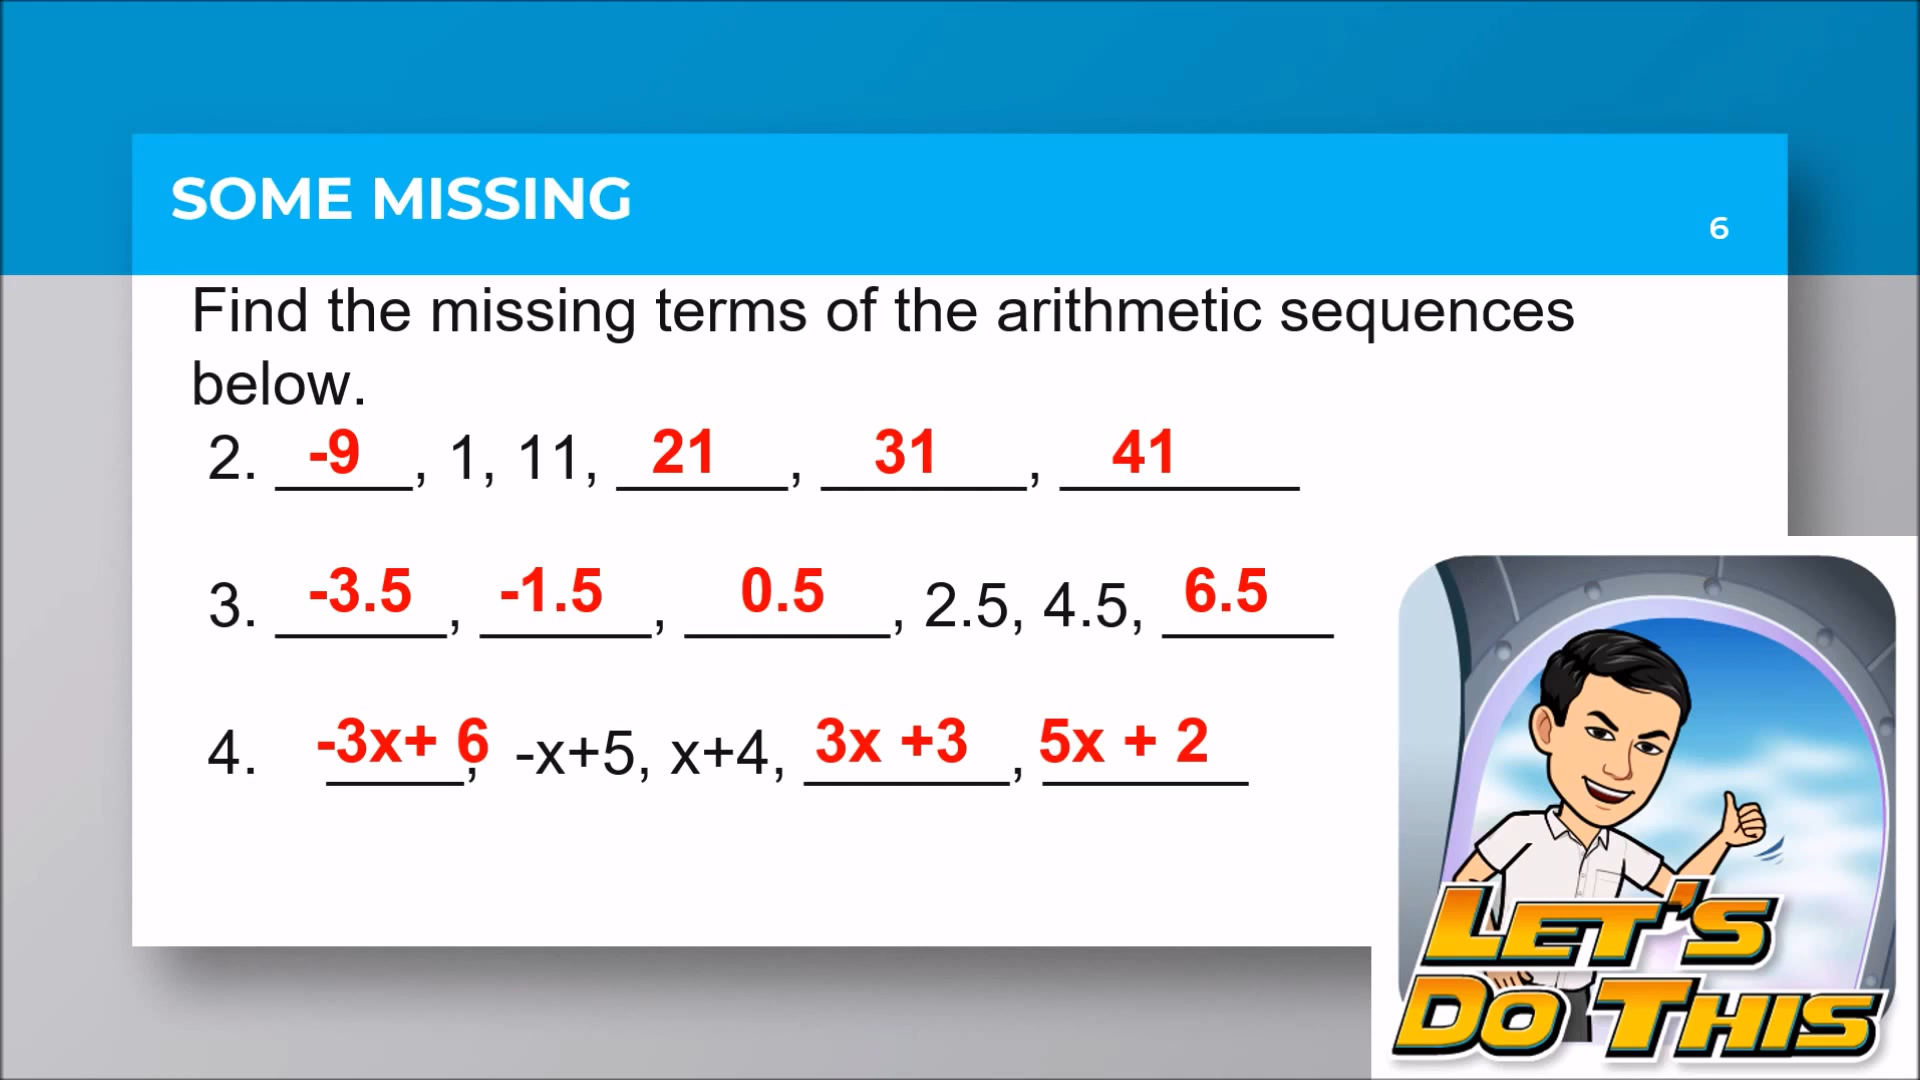 SOME MISSING
6
Find the missing terms of the arithmetic sequences
below.
2. -9, 1, 11, 21, 31, 41
3. -3.5, -1.5, 0.5, 2.5, 4.5, 6.5
4. -3x+ 6, -x+5, x+4, 3x +3, 5x + 2
LET'S
DO THIS